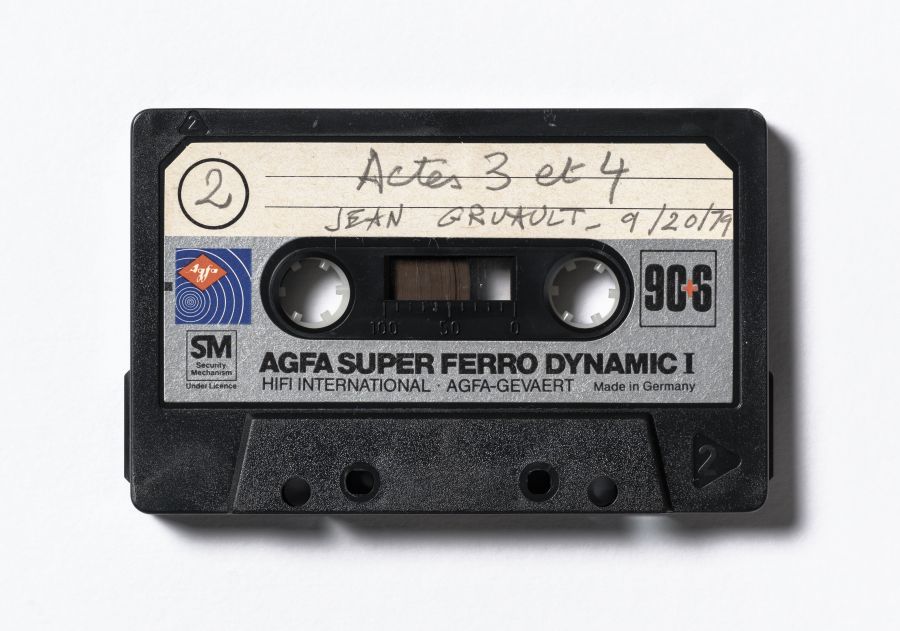 2
2
Actes 3 et 4
JEAN GRUAULT_ 9/20/79
Agfa
90+6
100 50 0
SM
Security
Mechanism
Under Licence
AGFA SUPER FERRO DYNAMIC I
HIFI INTERNATIONAL · AGFA-GEVAERT Made in Germany
2